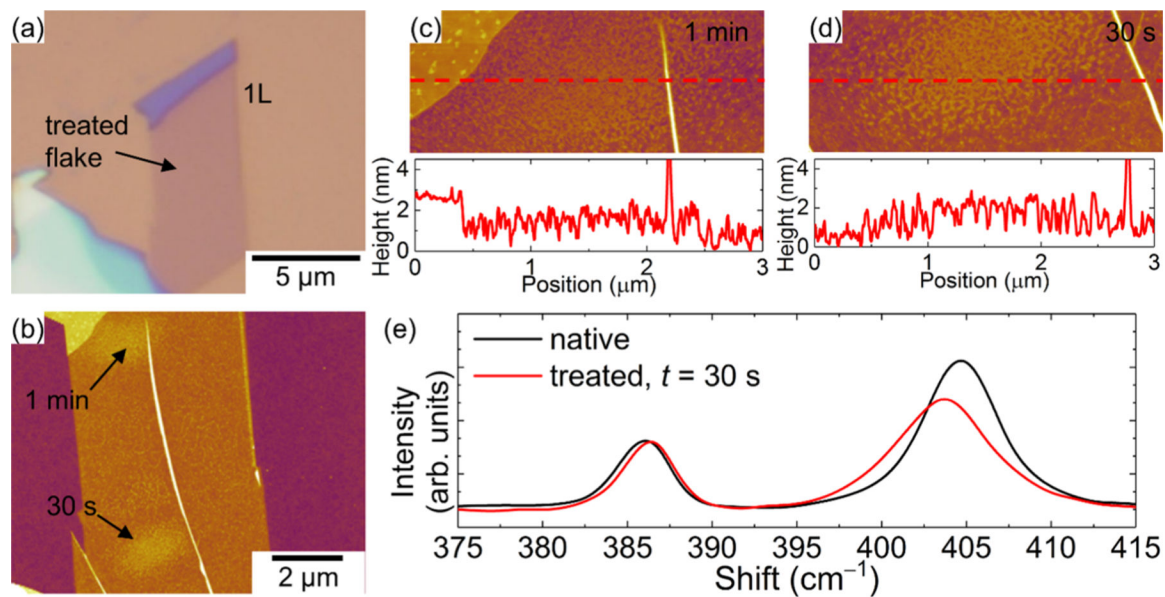 (a)
1L
treated
flake
5 μm
(b)
1 min
30 s
2 μm
(c)
1 min
Height (nm)
4
2
0
0 1 2 3
Position (μm)
(d)
30 s
Height (nm)
4
2
0
0 1 2 3
Position (μm)
(e)
native
treated, t = 30 s
Intensity
(arb. units)
375 380 385 390 395 400 405 410 415
Shift (cm⁻¹)